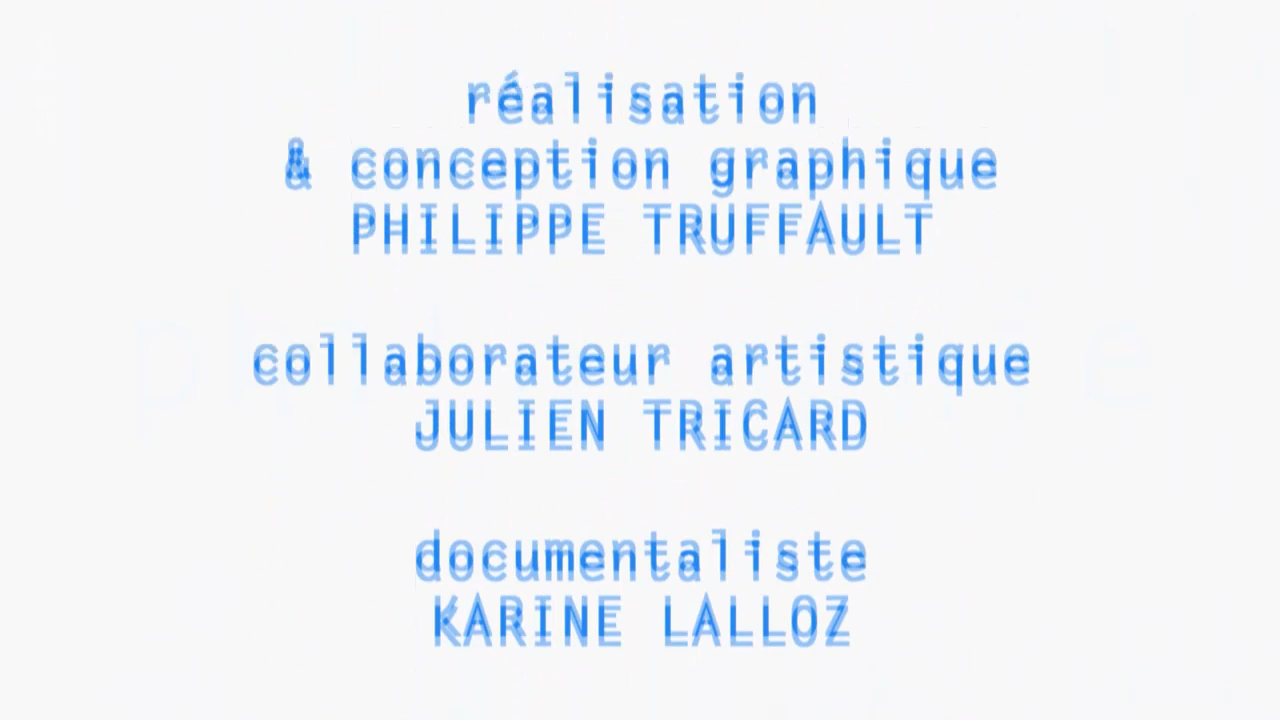 réalisation
& conception graphique
PHILIPPE TRUFFAULT
collaborateur artistique
JULIEN TRICARD
documentaliste
KARINE LALLOZ